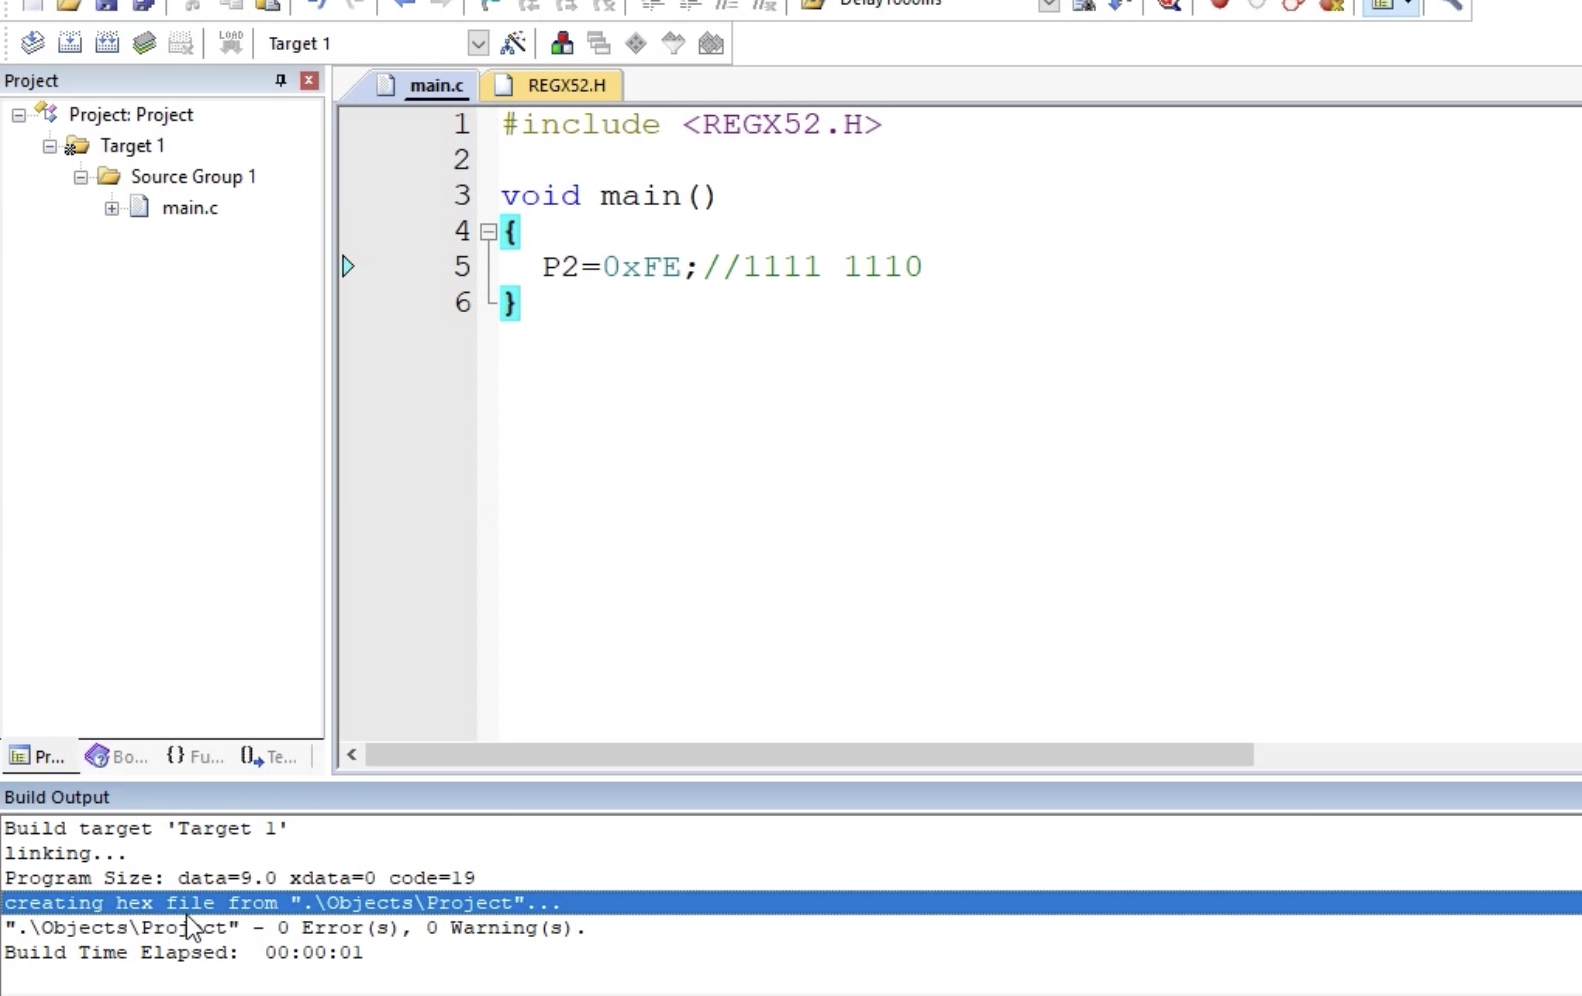 LOAD
Target 1
Project
Project: Project
Target 1
Source Group 1
main.c
Pr...
Bo...
{} Fu...
Te...
main.c
REGX52.H
1 #include <REGX52.H>
2
3 void main()
4 {
5 P2=0xFE;//1111 1110
6 }
Build Output
Build target 'Target 1'
linking...
Program Size: data=9.0 xdata=0 code=19
creating hex file from ".\Objects\Project"...
".\Objects\Project" - 0 Error(s), 0 Warning(s).
Build Time Elapsed:  00:00:01